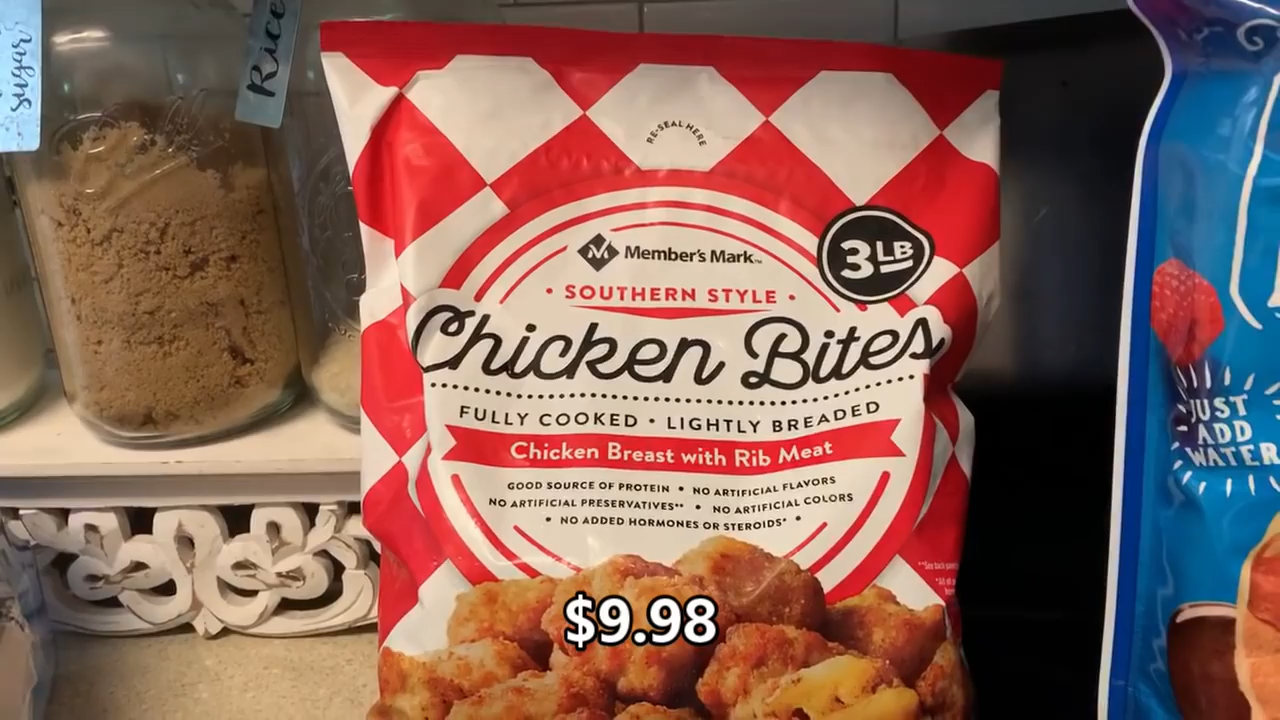 sugar
Rice
RE-SEAL HERE
Member's Mark™
3LB
• SOUTHERN STYLE •
Chicken Bites
FULLY COOKED • LIGHTLY BREADED
Chicken Breast with Rib Meat
GOOD SOURCE OF PROTEIN • NO ARTIFICIAL FLAVORS
NO ARTIFICIAL PRESERVATIVES** • NO ARTIFICIAL COLORS
• NO ADDED HORMONES OR STEROIDS* •
$9.98
JUST
ADD
WATER